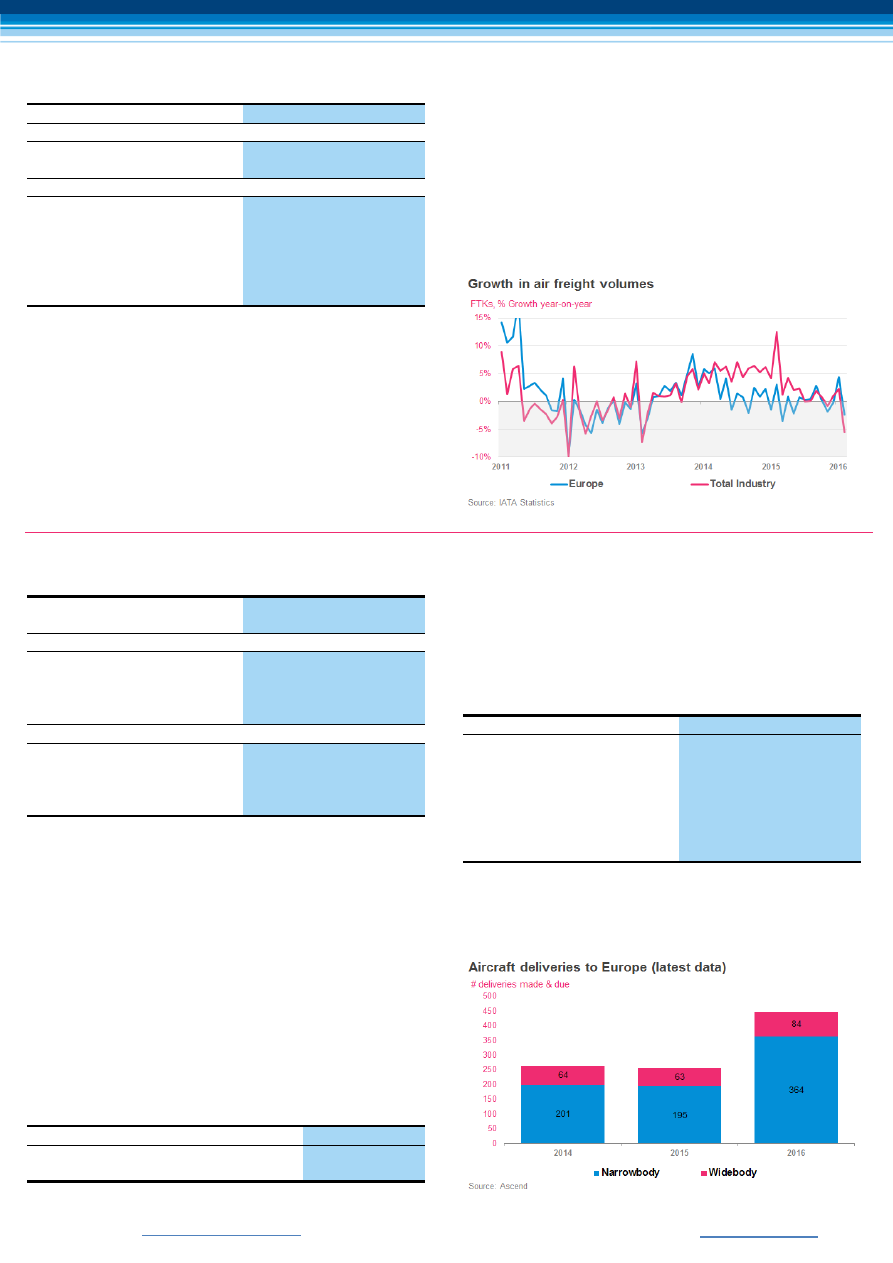 Growth in air freight volumes
FTKs, % Growth year-on-year
15%
10%
5%
0%
-5%
-10%
2011 2012 2013 2014 2015 2016
Europe Total Industry
Source: IATA Statistics
Aircraft deliveries to Europe (latest data)
# deliveries made & due
500
450
400
350
300
250
200
150
100
50
0
64 63 84
201 195 364
2014 2015 2016
Narrowbody Widebody
Source: Ascend